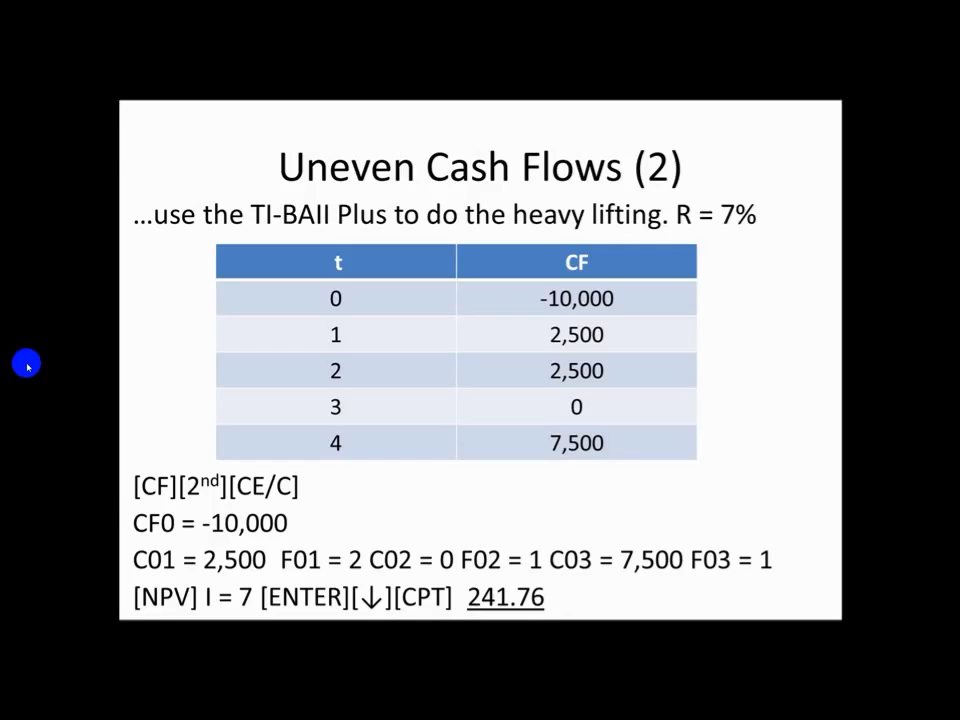 Uneven Cash Flows (2)
...use the TI-BAII Plus to do the heavy lifting. R = 7%
t CF
0 -10,000
1 2,500
2 2,500
3 0
4 7,500
[CF][2nd][CE/C]
CF0 = -10,000
C01 = 2,500 F01 = 2 C02 = 0 F02 = 1 C03 = 7,500 F03 = 1
[NPV] I = 7 [ENTER][↓][CPT] 241.76